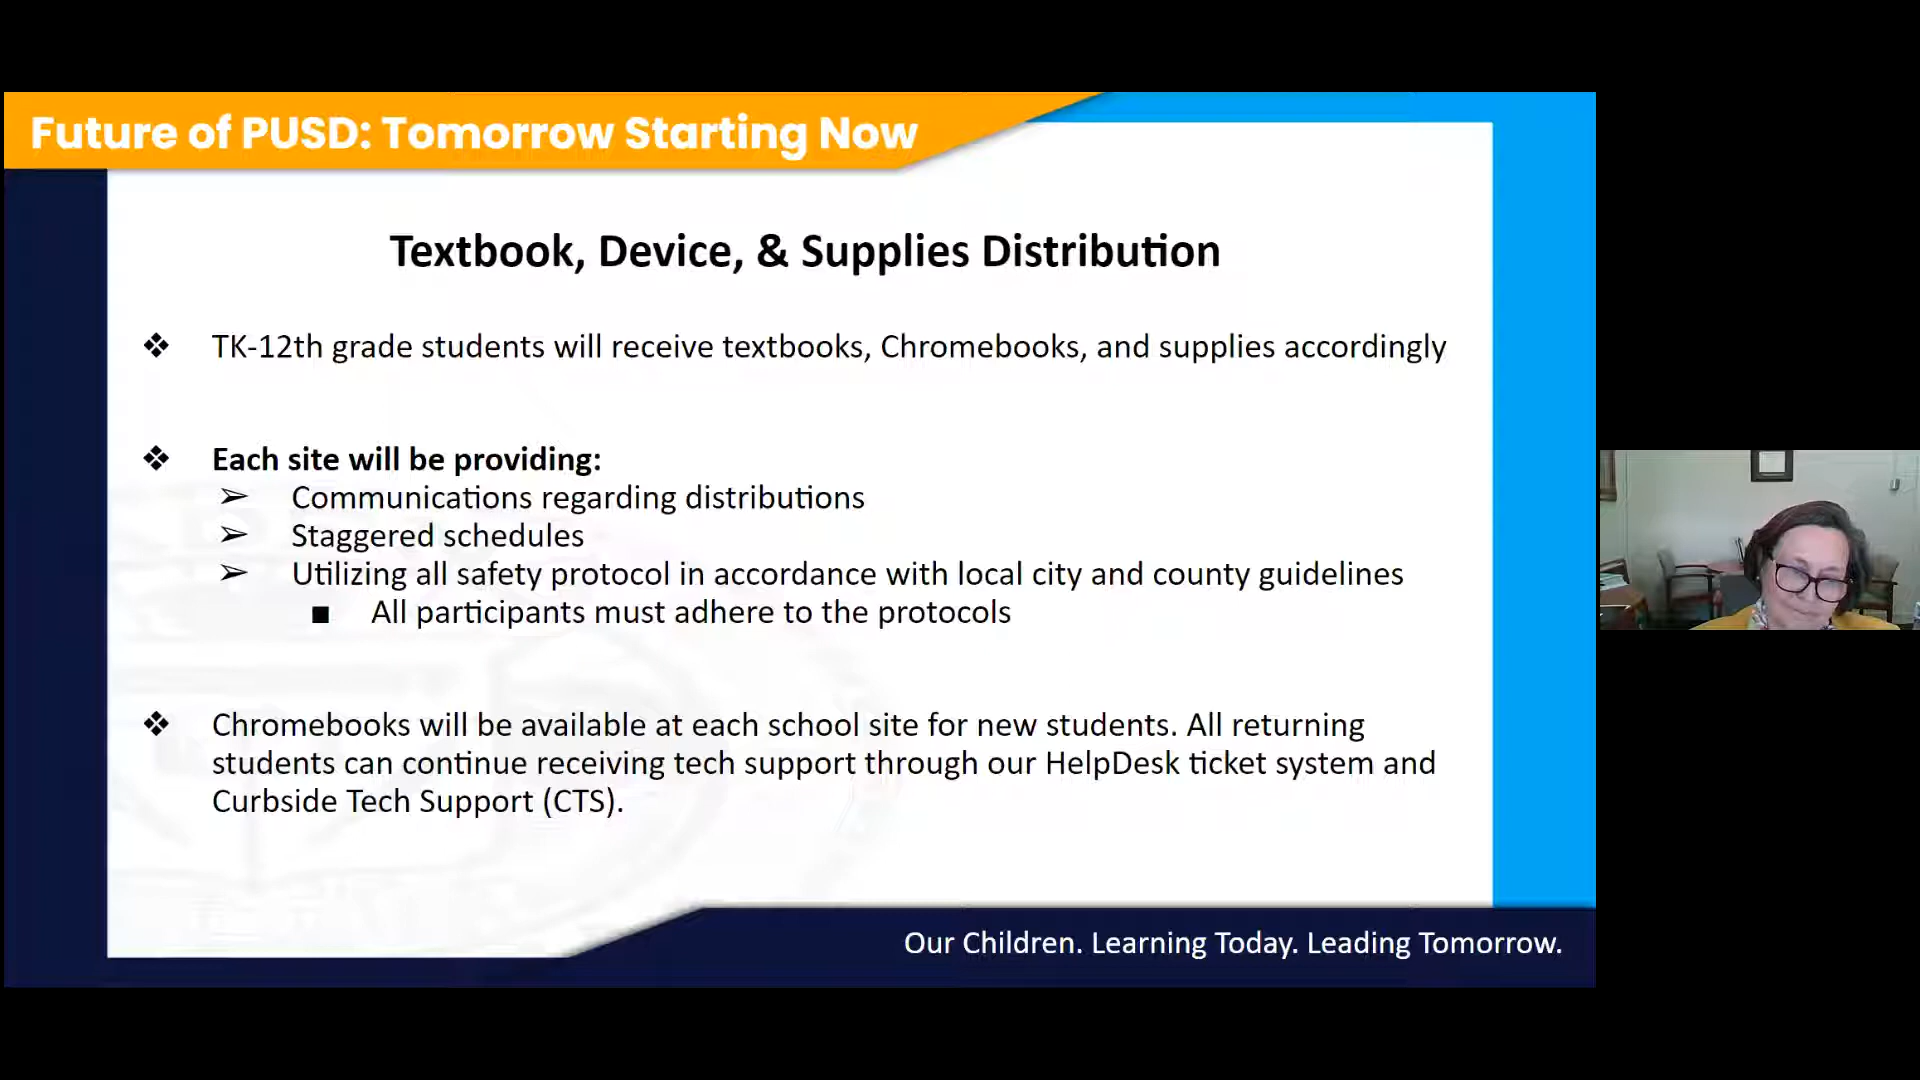 Future of PUSD: Tomorrow Starting Now
Textbook, Device, & Supplies Distribution
❖ TK-12th grade students will receive textbooks, Chromebooks, and supplies accordingly
❖ Each site will be providing:
➢ Communications regarding distributions
➢ Staggered schedules
➢ Utilizing all safety protocol in accordance with local city and county guidelines
■ All participants must adhere to the protocols
❖ Chromebooks will be available at each school site for new students. All returning
students can continue receiving tech support through our HelpDesk ticket system and
Curbside Tech Support (CTS).
Our Children. Learning Today. Leading Tomorrow.